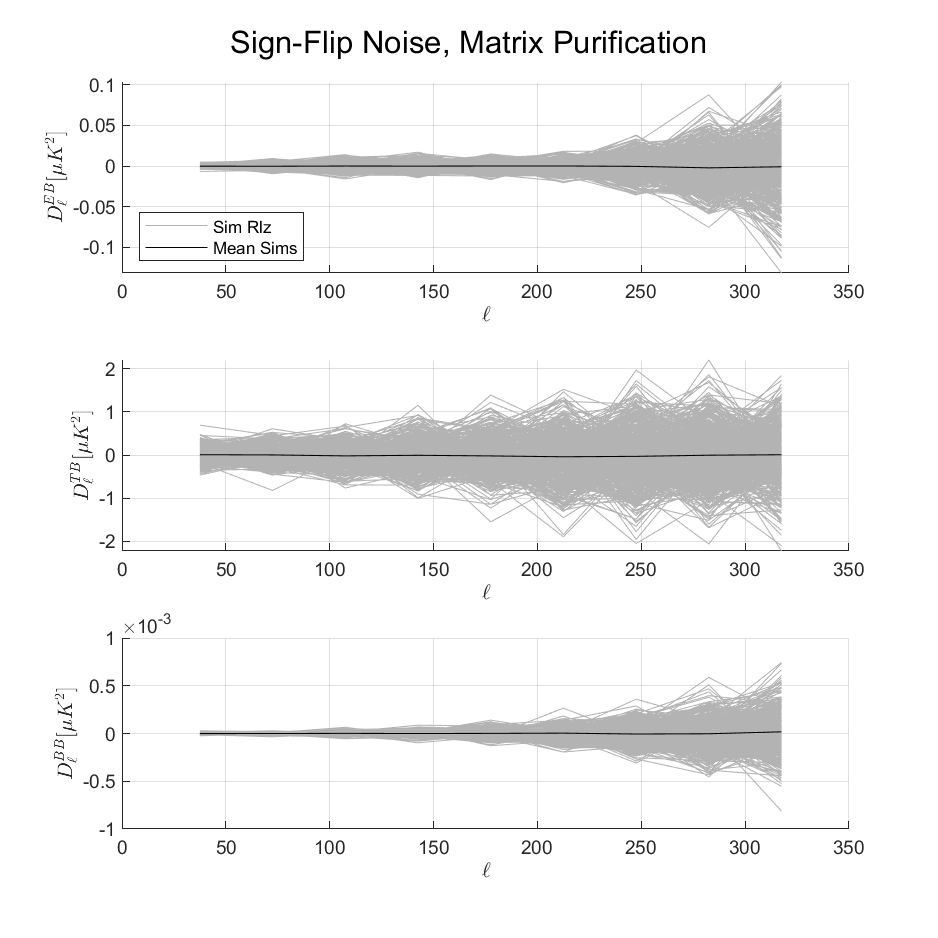 Sign-Flip Noise, Matrix Purification
0.1
0.05
0
-0.05
-0.1
D_ℓ^{EB}[μK^2]
Sim Rlz
Mean Sims
0 50 100 150 200 250 300 350
ℓ
2
1
0
-1
-2
D_ℓ^{TB}[μK^2]
0 50 100 150 200 250 300 350
ℓ
×10^{-3}
1
0.5
0
-0.5
-1
D_ℓ^{BB}[μK^2]
0 50 100 150 200 250 300 350
ℓ